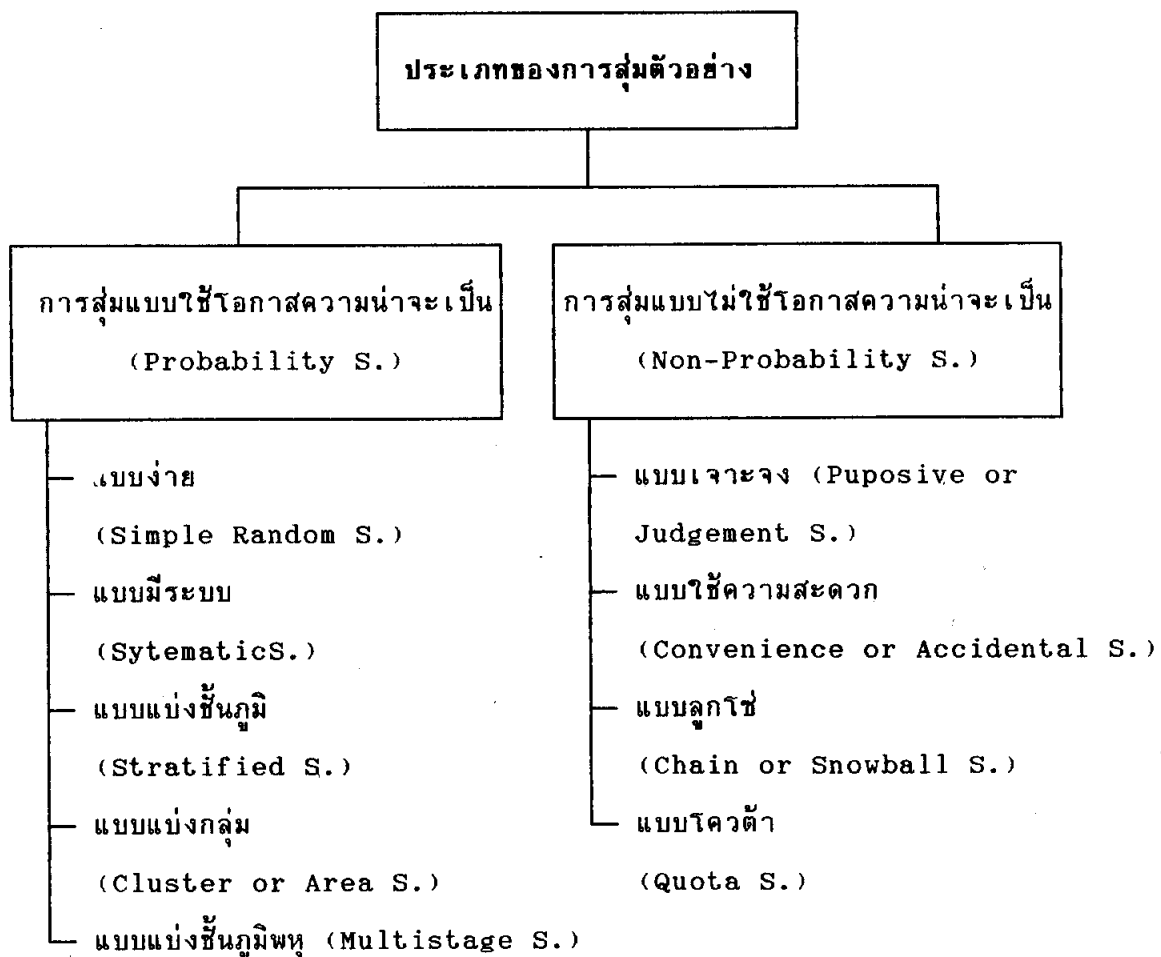 ประเภทของการสุ่มตัวอย่าง
การสุ่มแบบใช้โอกาสความน่าจะเป็น
(Probability S.)
แบบง่าย
(Simple Random S.)
แบบมีระบบ
(SytematicS.)
แบบแบ่งชั้นภูมิ
(Stratified S.)
แบบแบ่งกลุ่ม
(Cluster or Area S.)
แบบแบ่งชั้นภูมิพหุ (Multistage S.)
การสุ่มแบบไม่ใช้โอกาสความน่าจะเป็น
(Non-Probability S.)
แบบเจาะจง (Puposive or
Judgement S.)
แบบใช้ความสะดวก
(Convenience or Accidental S.)
แบบลูกโซ่
(Chain or Snowball S.)
แบบโควต้า
(Quota S.)